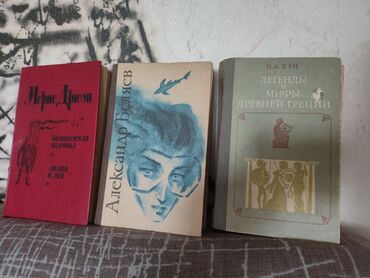 Морис Дрюон
Французская
волчица
Лилия
и лев
Александр Беляев
Н.А.КУН
ЛЕГЕНДЫ
И
МИФЫ
ДРЕВНЕЙ ГРЕЦИИ